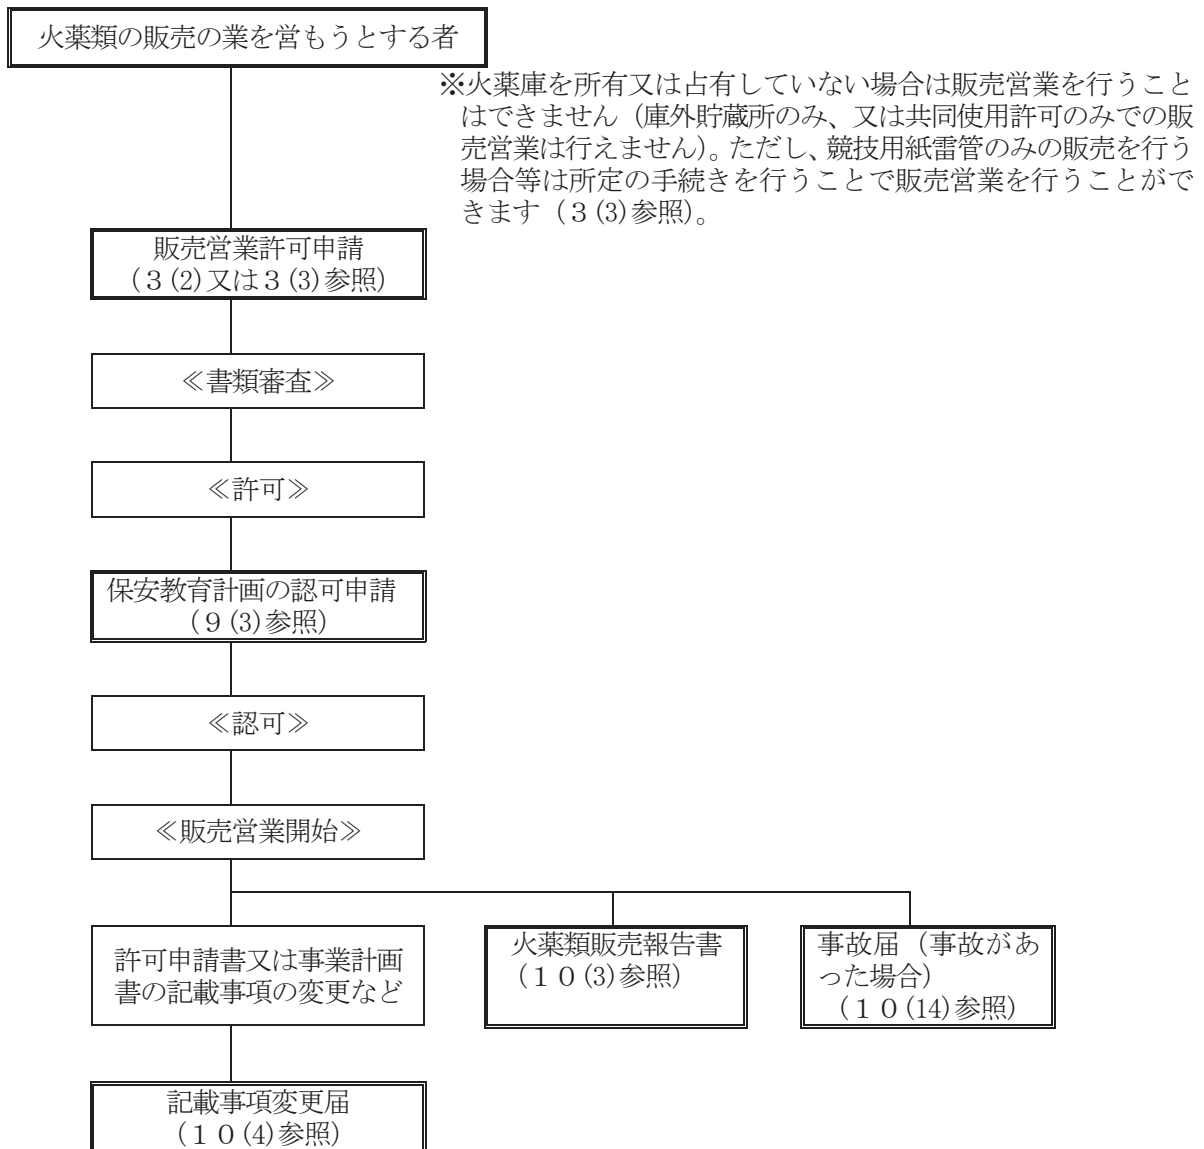 火薬類の販売の業を営もうとする者
※火薬庫を所有又は占有していない場合は販売営業を行うこと
はできません（庫外貯蔵所のみ、又は共同使用許可のみでの販
売営業は行えません）。ただし、競技用紙雷管のみの販売を行う
場合等は所定の手続きを行うことで販売営業を行うことがで
きます（３(3)参照）。
販売営業許可申請
（３(2)又は３(3)参照）
≪書類審査≫
≪許可≫
保安教育計画の認可申請
（９(3)参照）
≪認可≫
≪販売営業開始≫
許可申請書又は事業計画
書の記載事項の変更など
火薬類販売報告書
（１０(3)参照）
事故届（事故があ
った場合）
（１０(14)参照）
記載事項変更届
（１０(4)参照）